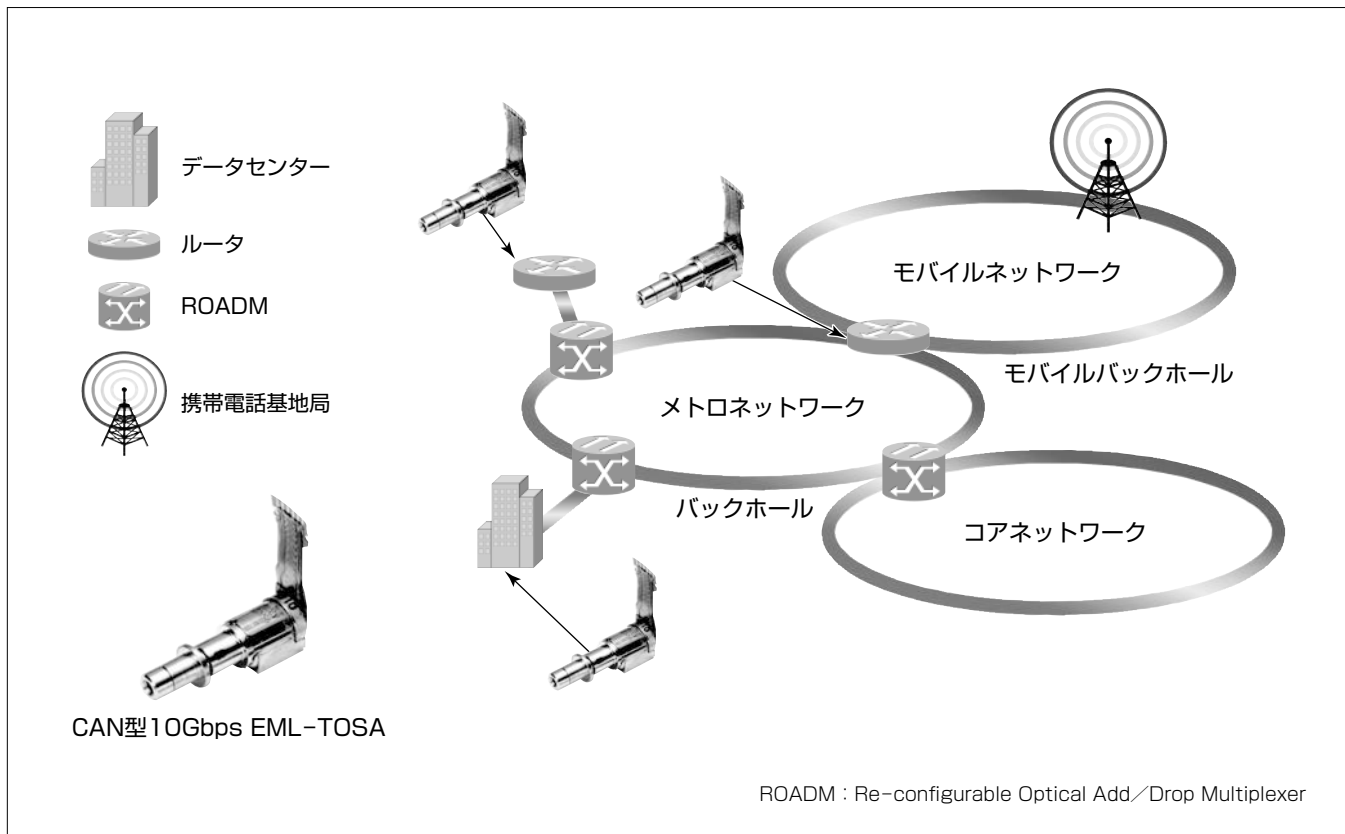 データセンター
ルータ
ROADM
携帯電話基地局
CAN型10Gbps EML-TOSA
モバイルネットワーク
モバイルバックホール
メトロネットワーク
バックホール
コアネットワーク
ROADM：Re-configurable Optical Add／Drop Multiplexer